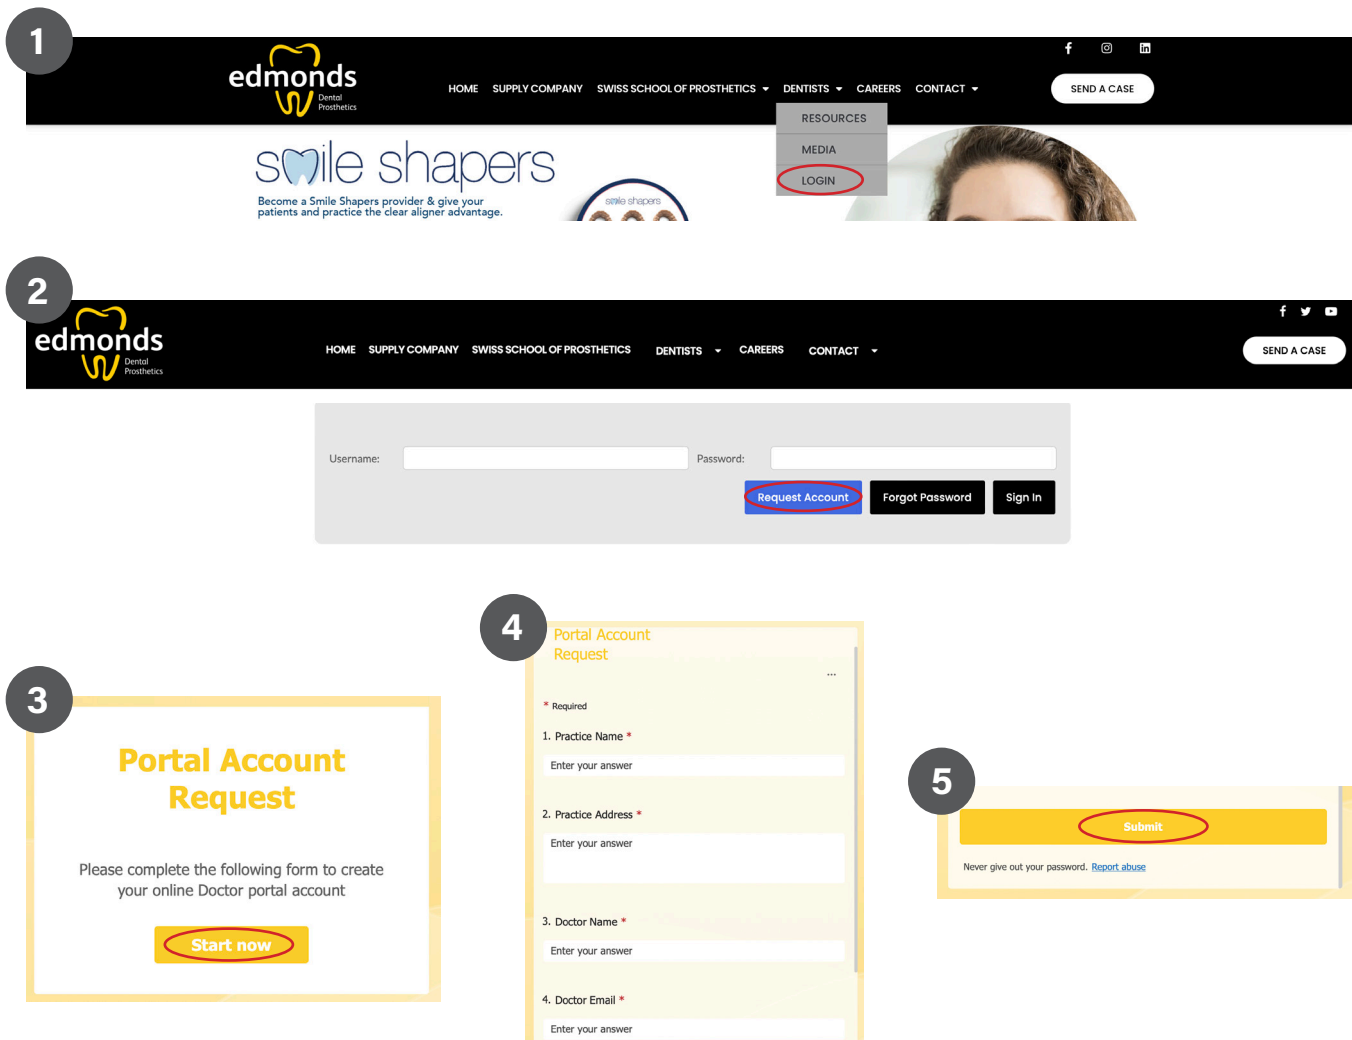 1
edmonds
Dental
Prosthetics
HOME SUPPLY COMPANY SWISS SCHOOL OF PROSTHETICS DENTISTS CAREERS CONTACT
SEND A CASE
RESOURCES
MEDIA
LOGIN
smile shapers
Become a Smile Shapers provider & give your
patients and practice the clear aligner advantage.
smile shapers
2
edmonds
Dental
Prosthetics
HOME SUPPLY COMPANY SWISS SCHOOL OF PROSTHETICS DENTISTS CAREERS CONTACT
SEND A CASE
Username: Password:
Request Account Forgot Password Sign In
3
Portal Account
Request
Please complete the following form to create
your online Doctor portal account
Start now
4
Portal Account
Request
...
* Required
1. Practice Name *
Enter your answer
2. Practice Address *
Enter your answer
3. Doctor Name *
Enter your answer
4. Doctor Email *
Enter your answer
5
Submit
Never give out your password. Report abuse